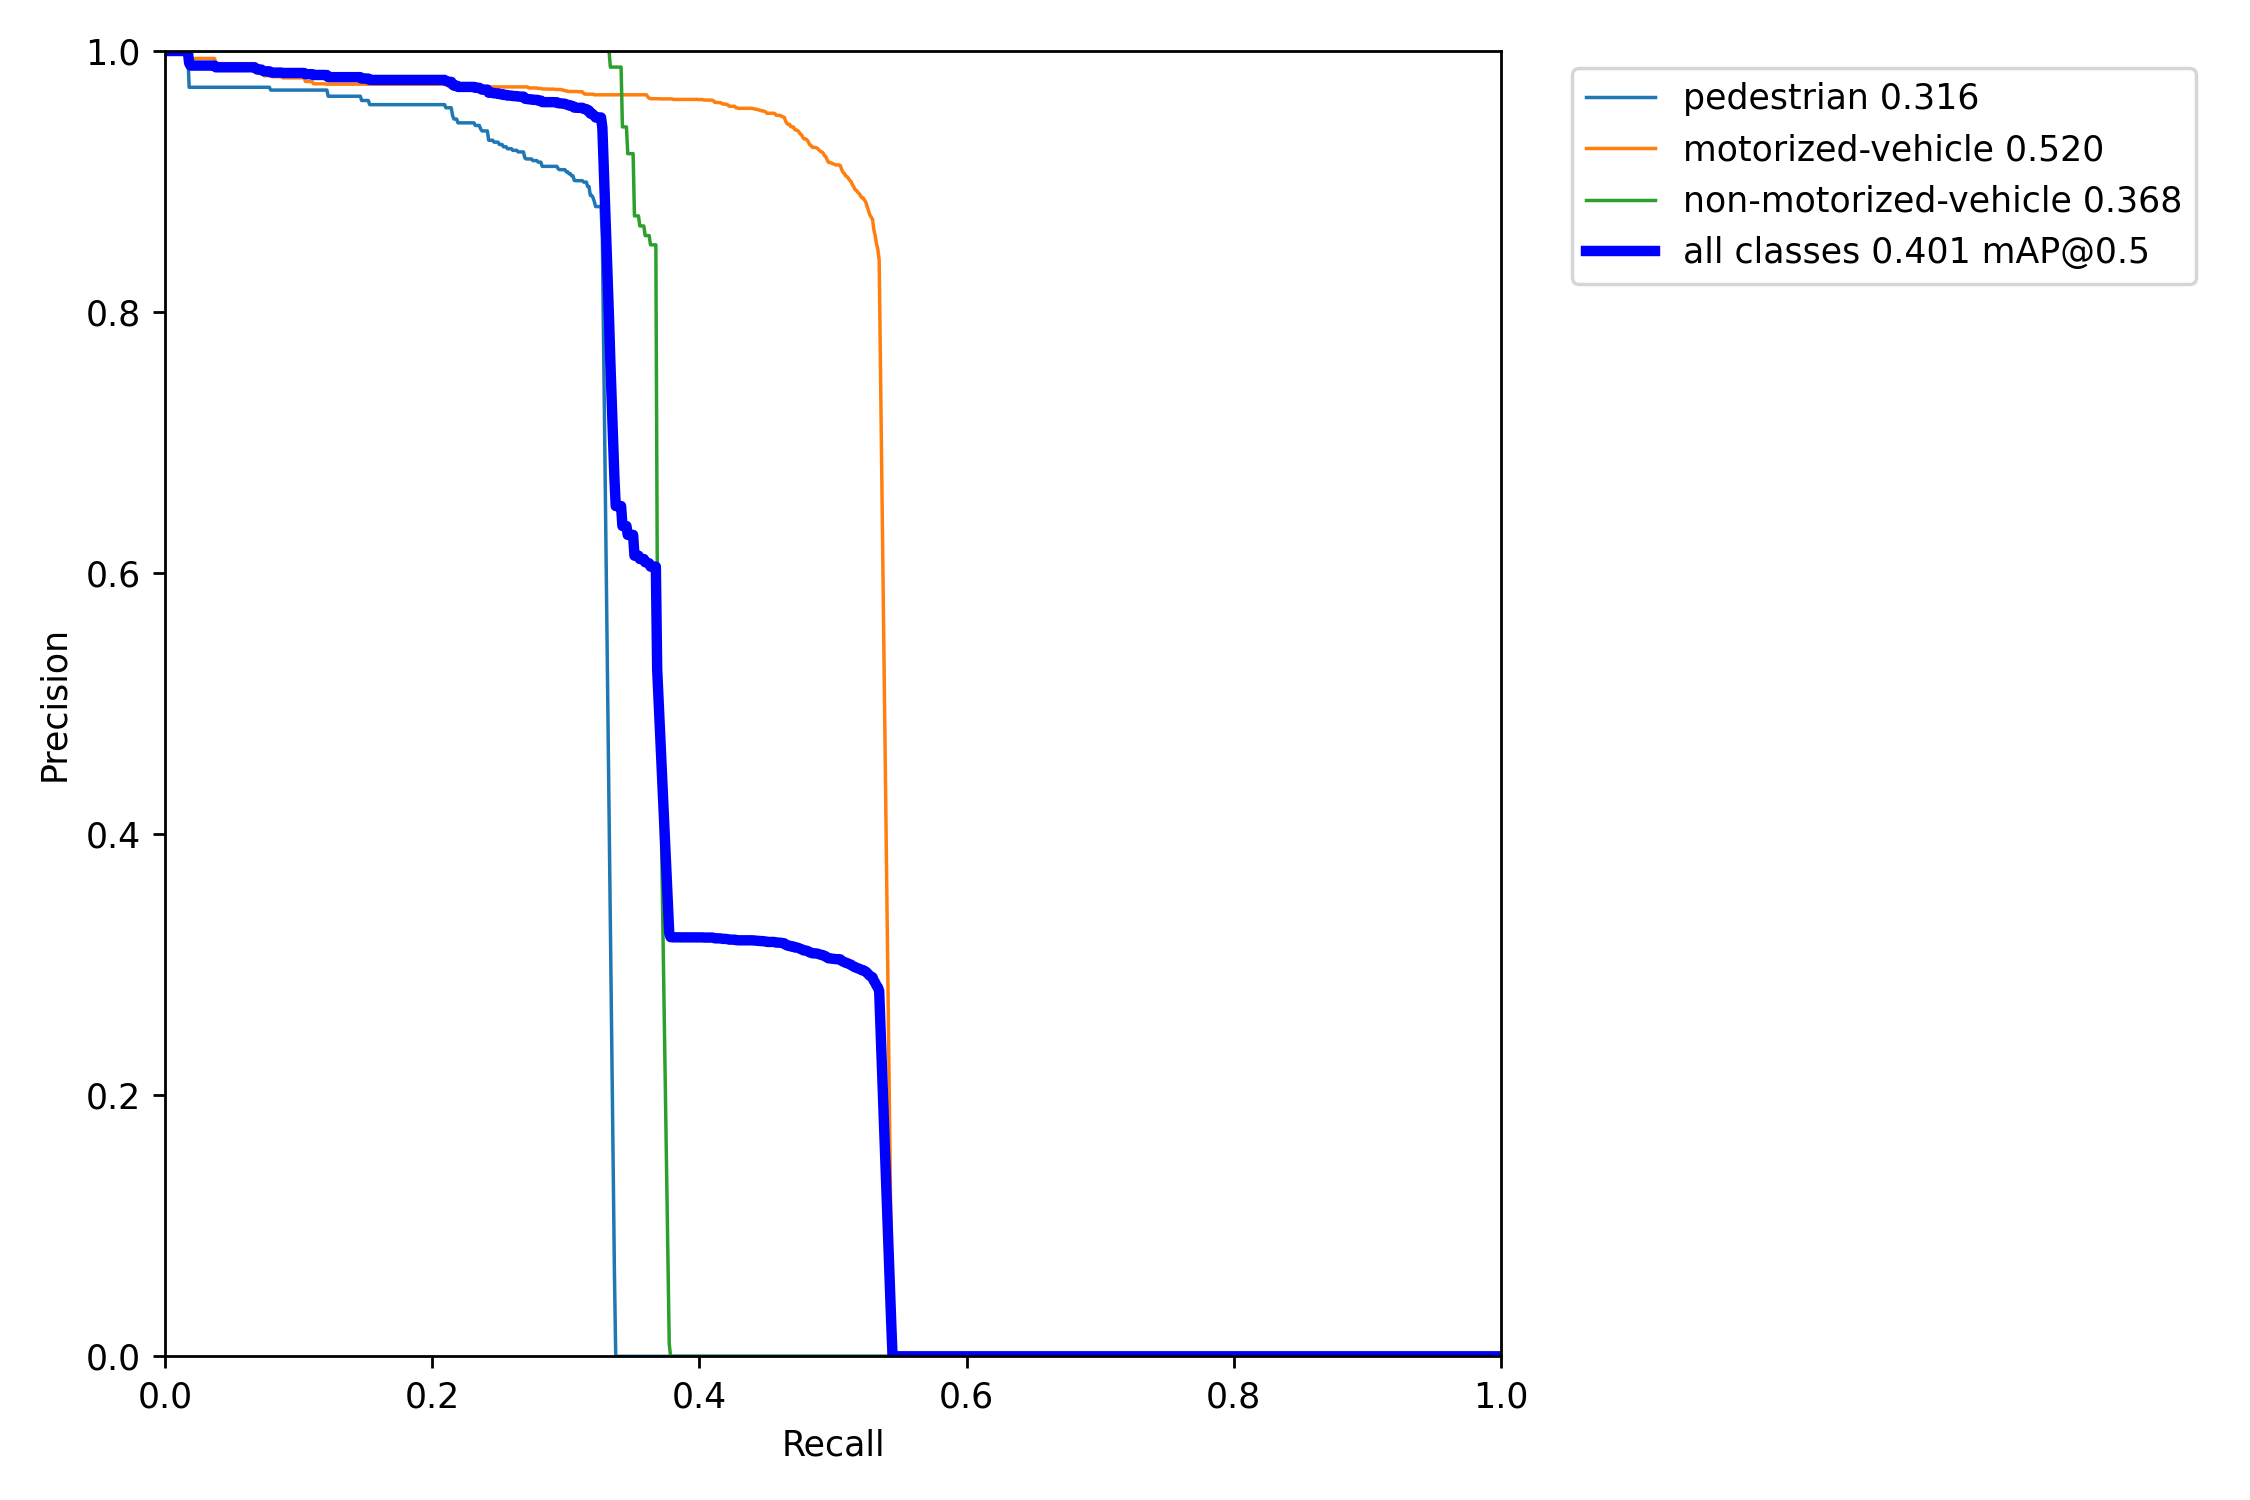 1.0
0.8
0.6
0.4
0.2
0.0
Precision
0.0 0.2 0.4 0.6 0.8 1.0
Recall
pedestrian 0.316
motorized-vehicle 0.520
non-motorized-vehicle 0.368
all classes 0.401 mAP@0.5